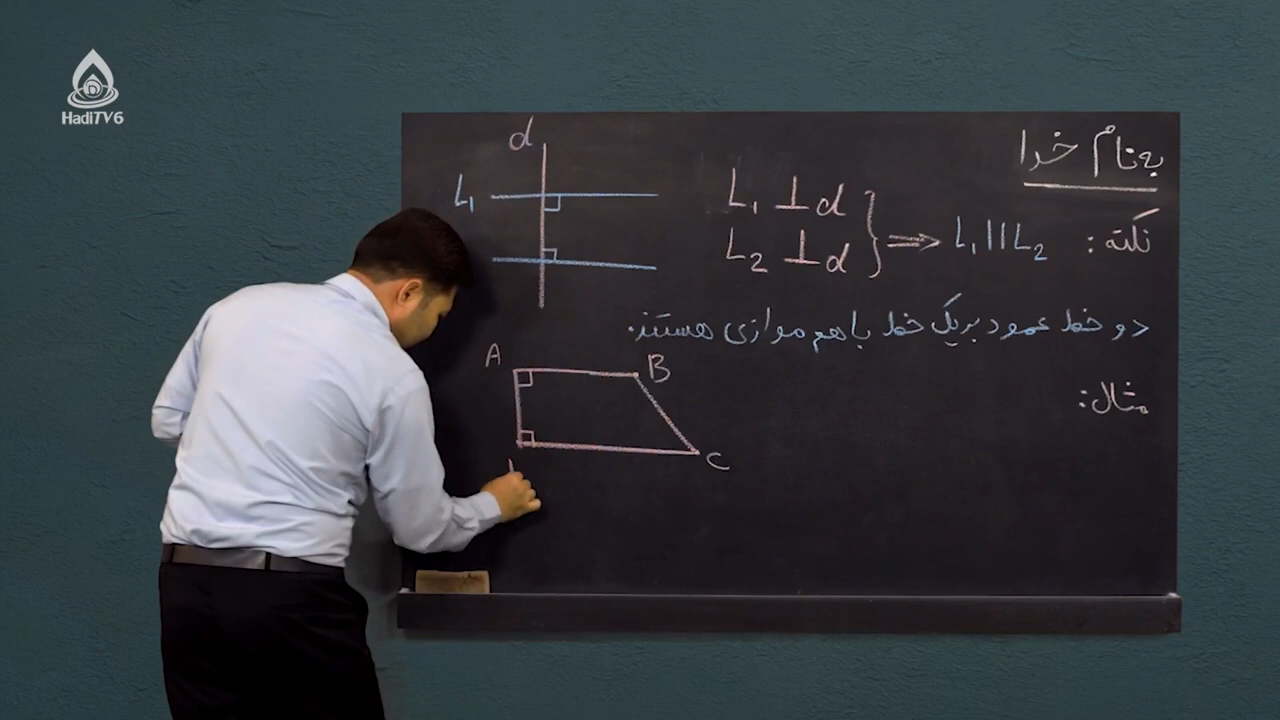 HadiTV6
به نام خدا
نکته :
L₁ ⊥ d
L₂ ⊥ d
} ⇒ L₁ || L₂
d
L₁
دو خط عمود بر یک خط با هم موازی هستند.
مثال:
A
B
C